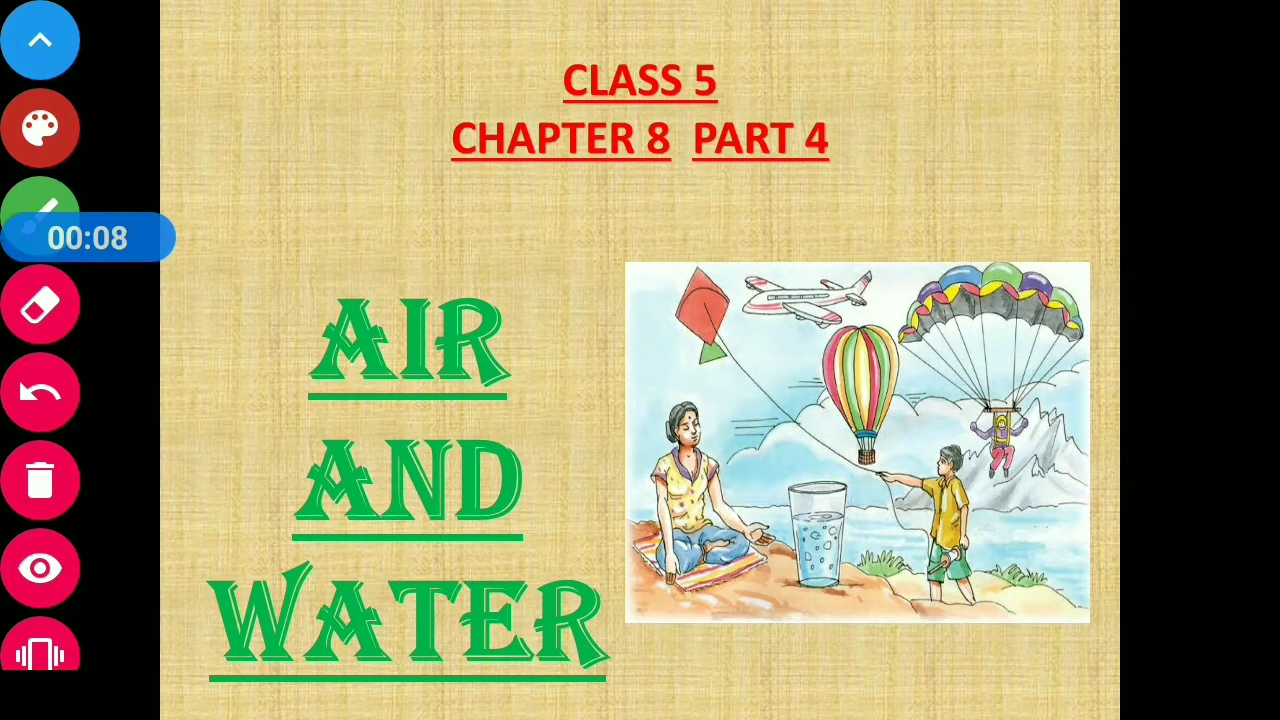 CLASS 5
CHAPTER 8 PART 4
00:08
AIR
AND
WATER